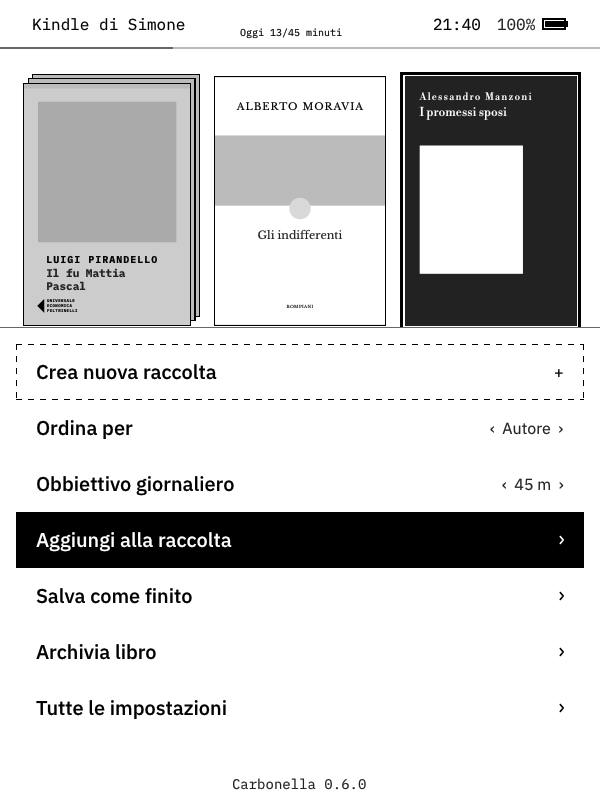 Kindle di Simone
Oggi 13/45 minuti
21:40 100%
LUIGI PIRANDELLO
Il fu Mattia
Pascal
UNIVERSALE
ECONOMICA
FELTRINELLI
ALBERTO MORAVIA
Gli indifferenti
BOMPIANI
Alessandro Manzoni
I promessi sposi
Crea nuova raccolta +
Ordina per ‹ Autore ›
Obbiettivo giornaliero ‹ 45 m ›
Aggiungi alla raccolta ›
Salva come finito ›
Archivia libro ›
Tutte le impostazioni ›
Carbonella 0.6.0